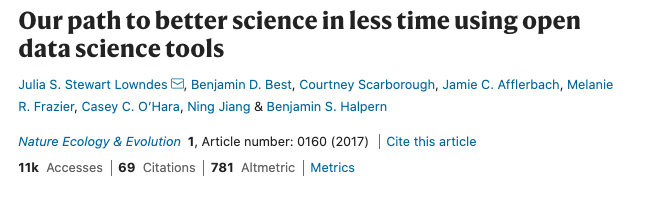 Our path to better science in less time using open
data science tools
Julia S. Stewart Lowndes, Benjamin D. Best, Courtney Scarborough, Jamie C. Afflerbach, Melanie
R. Frazier, Casey C. O’Hara, Ning Jiang & Benjamin S. Halpern
Nature Ecology & Evolution 1, Article number: 0160 (2017) | Cite this article
11k Accesses | 69 Citations | 781 Altmetric | Metrics